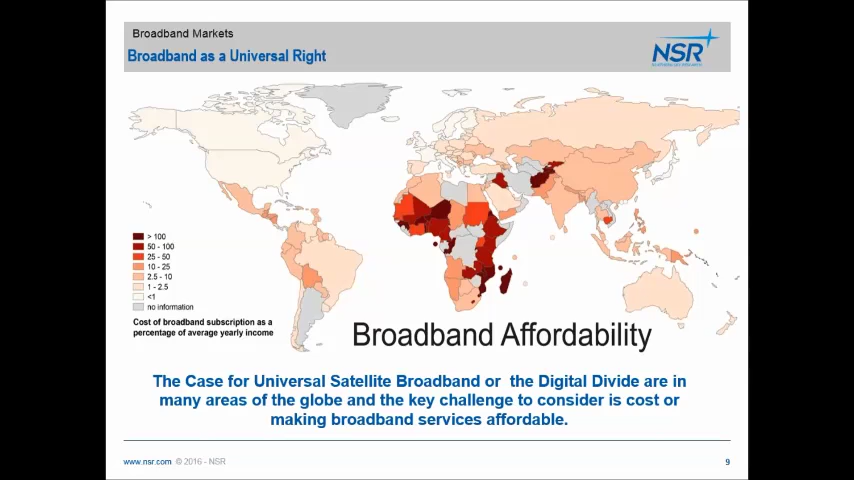 Broadband Markets
Broadband as a Universal Right
NSR
> 100
50 - 100
25 - 50
10 - 25
2.5 - 10
1 - 2.5
<1
no information
Cost of broadband subscription as a
percentage of average yearly income
Broadband Affordability
The Case for Universal Satellite Broadband or the Digital Divide are in
many areas of the globe and the key challenge to consider is cost or
making broadband services affordable.
www.nsr.com © 2016 - NSR
9